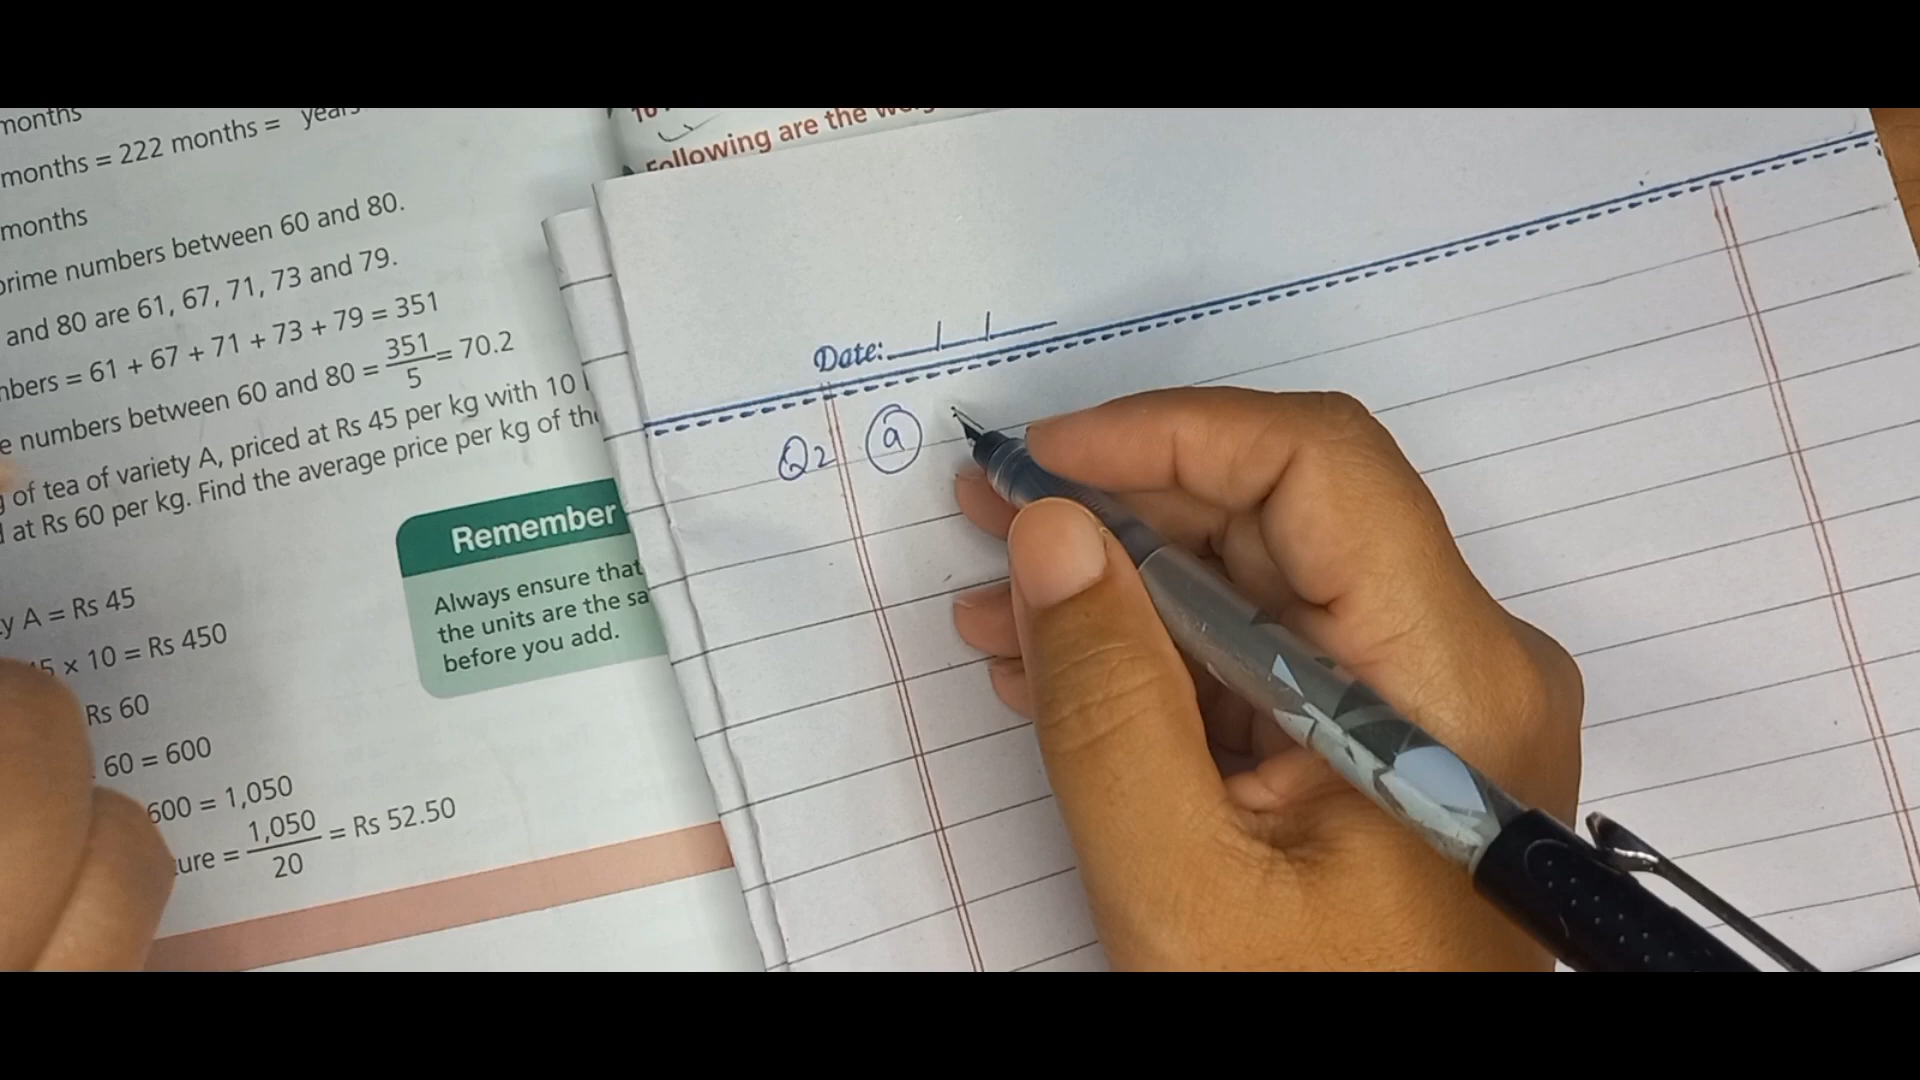 months
months = 222 months = years
months
prime numbers between 60 and 80.
and 80 are 61, 67, 71, 73 and 79.
= 61 + 67 + 71 + 73 + 79 = 351
numbers between 60 and 80 = 351/5 = 70.2
of tea of variety A, priced at Rs 45 per kg with 10
at Rs 60 per kg. Find the average price per kg of
A = Rs 45
× 10 = Rs 450
Rs 60
60 = 600
600 = 1,050
= 1,050/20 = Rs 52.50
Remember
Always ensure that
the units are the
before you add.
Following are the
Date:
Q2 a